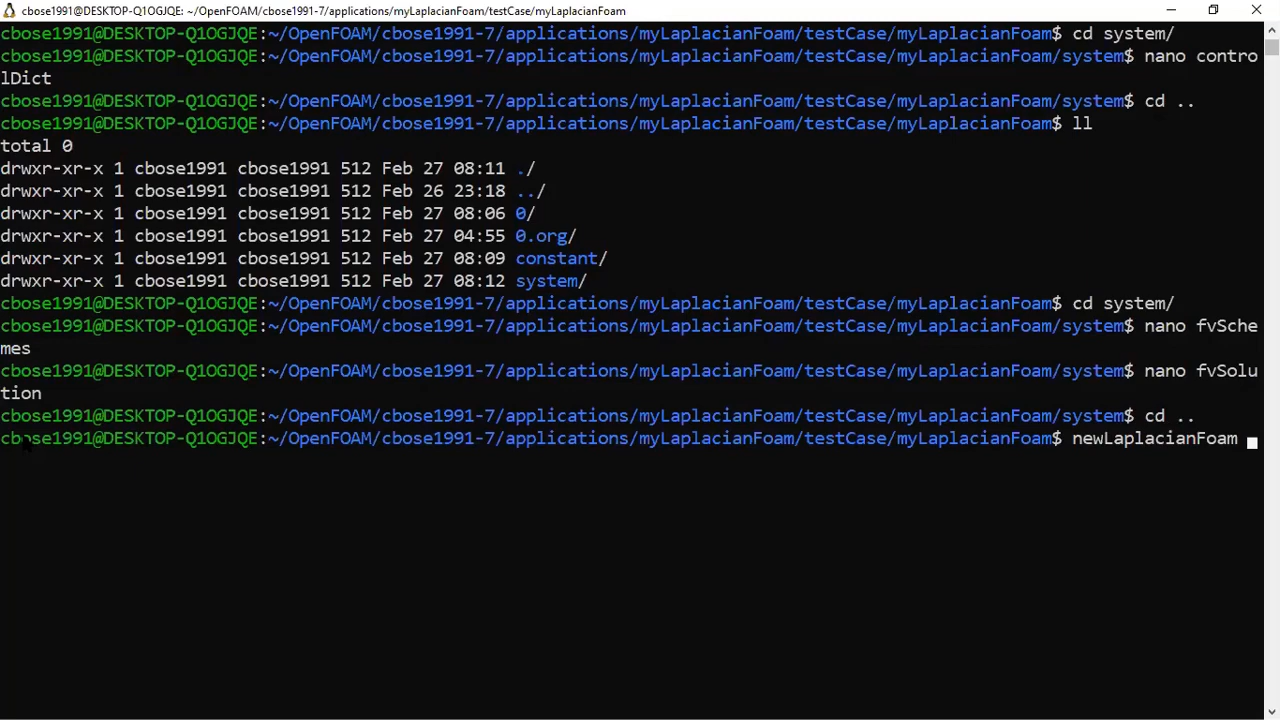 cbose1991@DESKTOP-Q1OGJQE: ~/OpenFOAM/cbose1991-7/applications/myLaplacianFoam/testCase/myLaplacianFoam
cbose1991@DESKTOP-Q1OGJQE:~/OpenFOAM/cbose1991-7/applications/myLaplacianFoam/testCase/myLaplacianFoam$ cd system/
cbose1991@DESKTOP-Q1OGJQE:~/OpenFOAM/cbose1991-7/applications/myLaplacianFoam/testCase/myLaplacianFoam/system$ nano contro
lDict
cbose1991@DESKTOP-Q1OGJQE:~/OpenFOAM/cbose1991-7/applications/myLaplacianFoam/testCase/myLaplacianFoam/system$ cd ..
cbose1991@DESKTOP-Q1OGJQE:~/OpenFOAM/cbose1991-7/applications/myLaplacianFoam/testCase/myLaplacianFoam$ ll
total 0
drwxr-xr-x 1 cbose1991 cbose1991 512 Feb 27 08:11 ./
drwxr-xr-x 1 cbose1991 cbose1991 512 Feb 26 23:18 ../
drwxr-xr-x 1 cbose1991 cbose1991 512 Feb 27 08:06 0/
drwxr-xr-x 1 cbose1991 cbose1991 512 Feb 27 04:55 0.org/
drwxr-xr-x 1 cbose1991 cbose1991 512 Feb 27 08:09 constant/
drwxr-xr-x 1 cbose1991 cbose1991 512 Feb 27 08:12 system/
cbose1991@DESKTOP-Q1OGJQE:~/OpenFOAM/cbose1991-7/applications/myLaplacianFoam/testCase/myLaplacianFoam$ cd system/
cbose1991@DESKTOP-Q1OGJQE:~/OpenFOAM/cbose1991-7/applications/myLaplacianFoam/testCase/myLaplacianFoam/system$ nano fvSche
mes
cbose1991@DESKTOP-Q1OGJQE:~/OpenFOAM/cbose1991-7/applications/myLaplacianFoam/testCase/myLaplacianFoam/system$ nano fvSolu
tion
cbose1991@DESKTOP-Q1OGJQE:~/OpenFOAM/cbose1991-7/applications/myLaplacianFoam/testCase/myLaplacianFoam/system$ cd ..
cbose1991@DESKTOP-Q1OGJQE:~/OpenFOAM/cbose1991-7/applications/myLaplacianFoam/testCase/myLaplacianFoam$ newLaplacianFoam